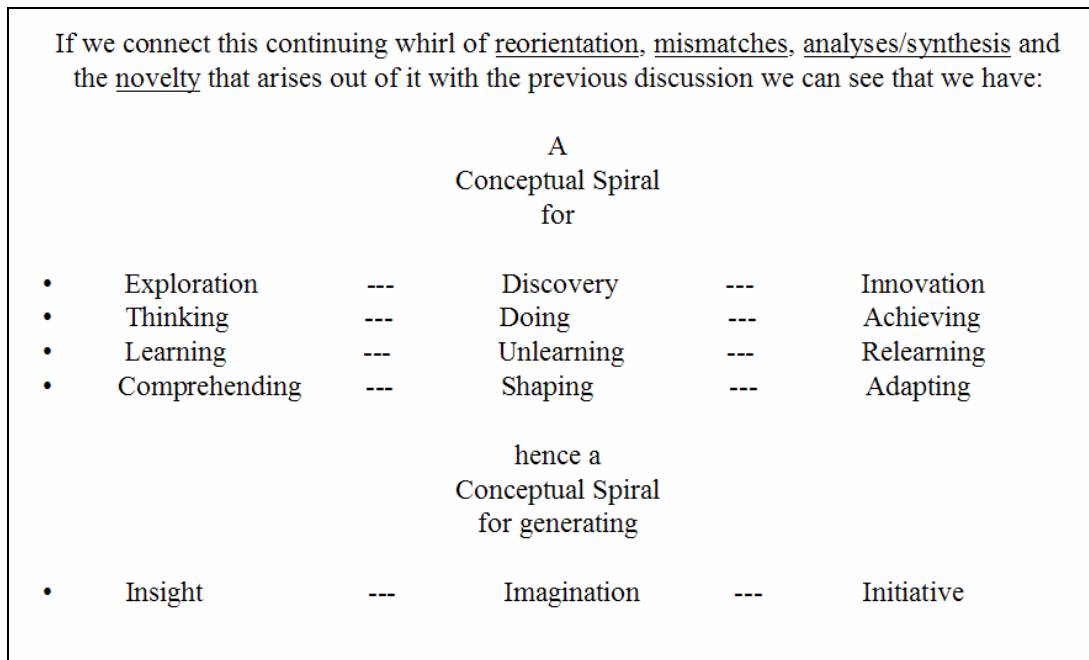 If we connect this continuing whirl of reorientation, mismatches, analyses/synthesis and
the novelty that arises out of it with the previous discussion we can see that we have:
A
Conceptual Spiral
for
• Exploration --- Discovery --- Innovation
• Thinking --- Doing --- Achieving
• Learning --- Unlearning --- Relearning
• Comprehending --- Shaping --- Adapting
hence a
Conceptual Spiral
for generating
• Insight --- Imagination --- Initiative